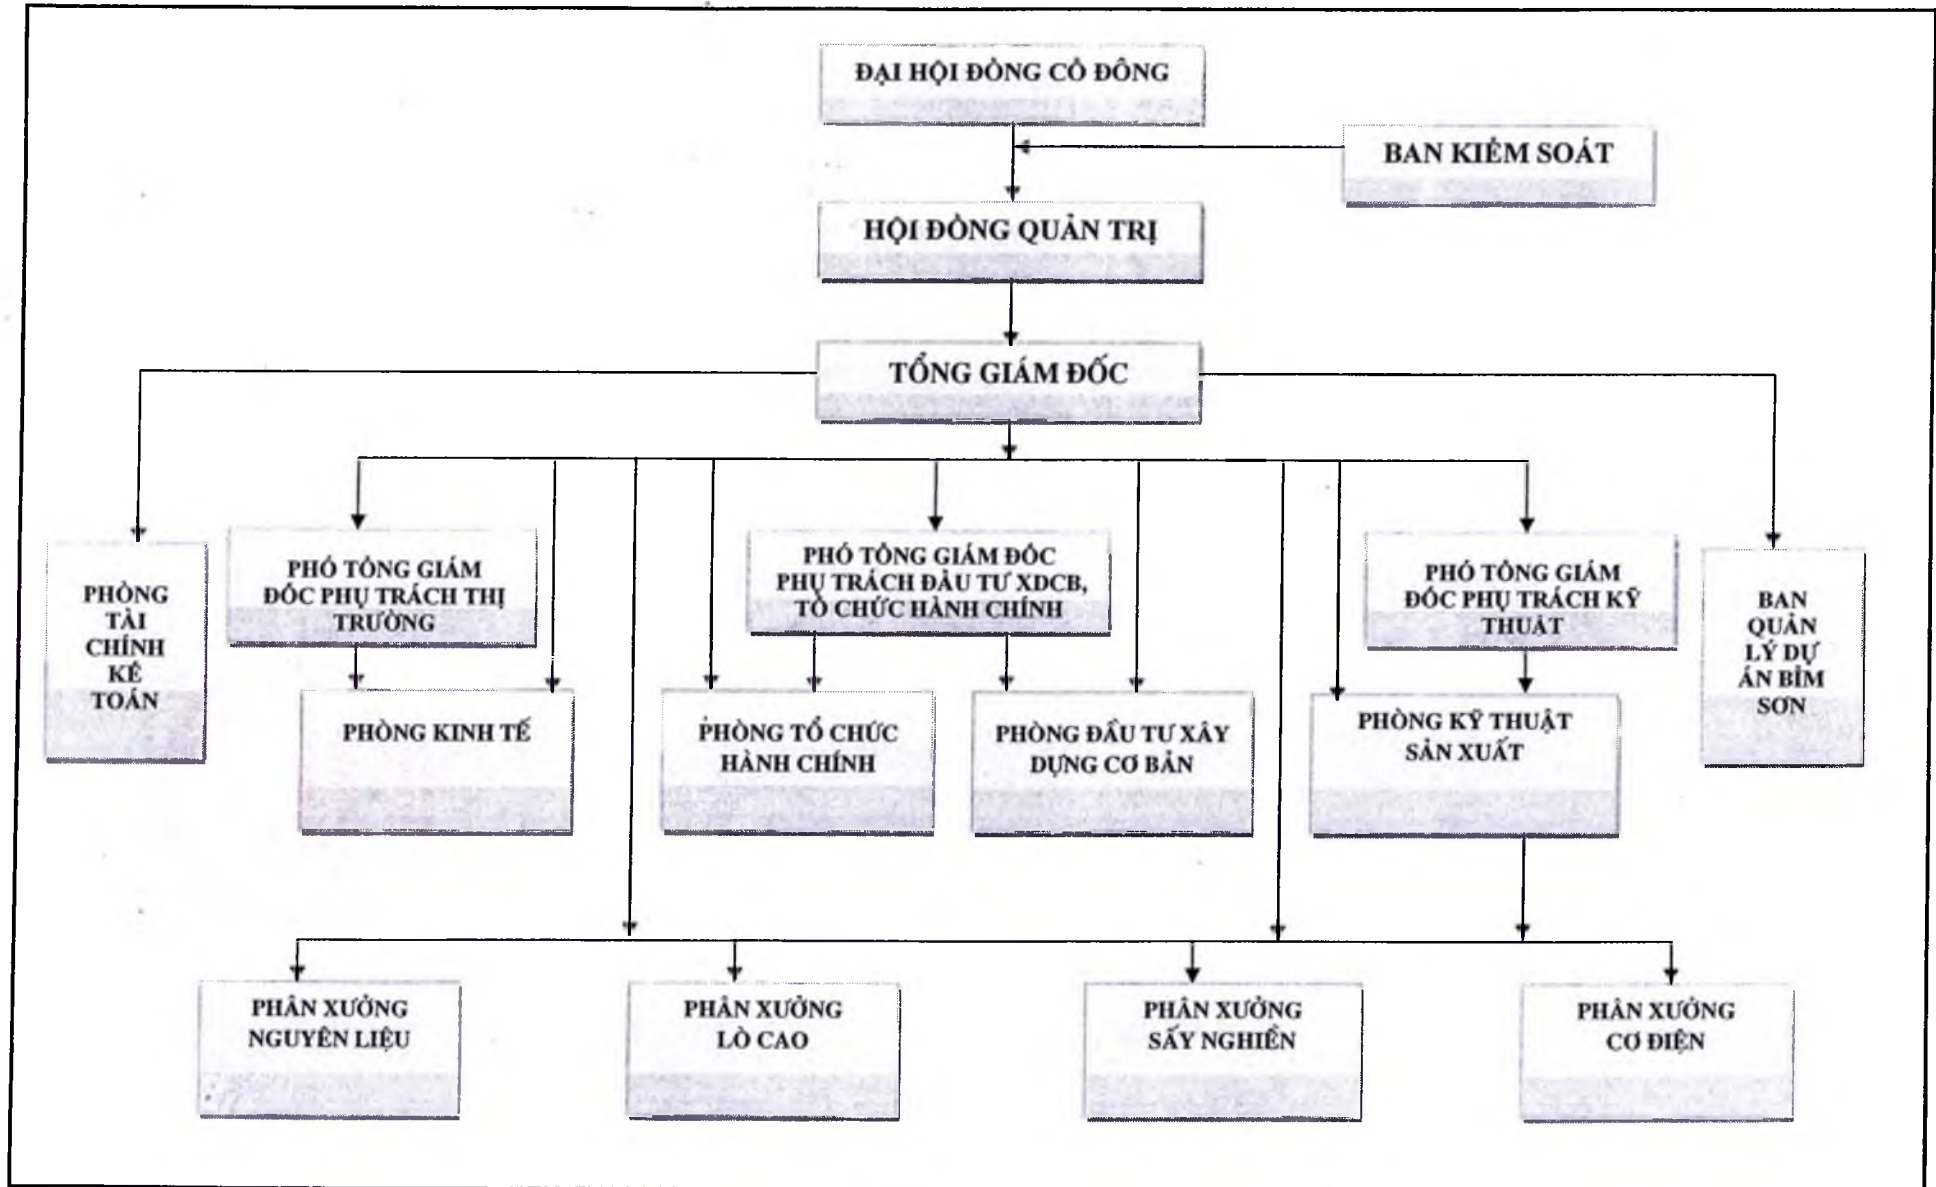 ĐẠI HỘI ĐỒNG CỔ ĐÔNG
BAN KIỂM SOÁT
HỘI ĐỒNG QUẢN TRỊ
TỔNG GIÁM ĐỐC
PHÒNG
TÀI
CHÍNH
KẾ
TOÁN
PHÓ TỔNG GIÁM
ĐỐC PHỤ TRÁCH THỊ
TRƯỜNG
PHÓ TỔNG GIÁM ĐỐC
PHỤ TRÁCH ĐẦU TƯ XDCB,
TỔ CHỨC HÀNH CHÍNH
PHÓ TỔNG GIÁM
ĐỐC PHỤ TRÁCH KỸ
THUẬT
BAN
QUẢN
LÝ DỰ
ÁN BỈM
SƠN
PHÒNG KINH TẾ
PHÒNG TỔ CHỨC
HÀNH CHÍNH
PHÒNG ĐẦU TƯ XÂY
DỰNG CƠ BẢN
PHÒNG KỸ THUẬT
SẢN XUẤT
PHÂN XƯỞNG
NGUYÊN LIỆU
PHÂN XƯỞNG
LÒ CAO
PHÂN XƯỞNG
SẤY NGHIỀN
PHÂN XƯỞNG
CƠ ĐIỆN